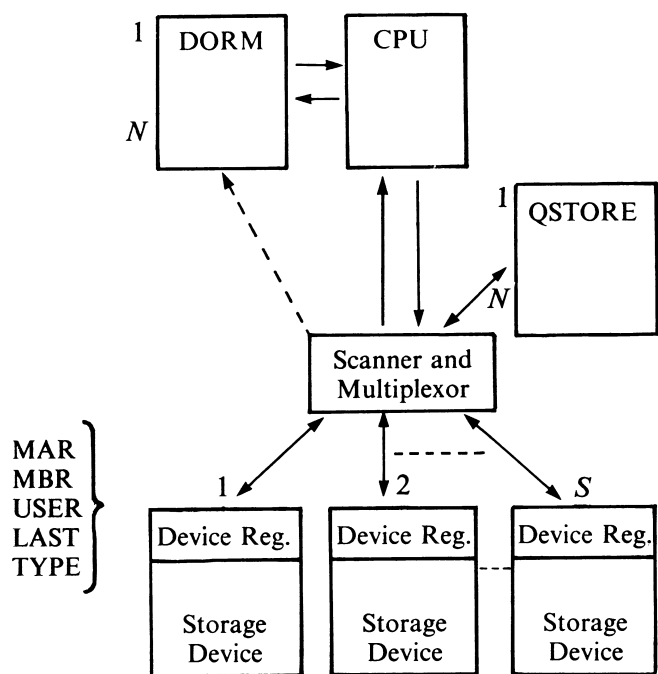 1
DORM
CPU
N
1
QSTORE
N
Scanner and
Multiplexor
MAR
MBR
USER
LAST
TYPE
1
2
S
Device Reg.
Device Reg.
Device Reg.
Storage
Device
Storage
Device
Storage
Device